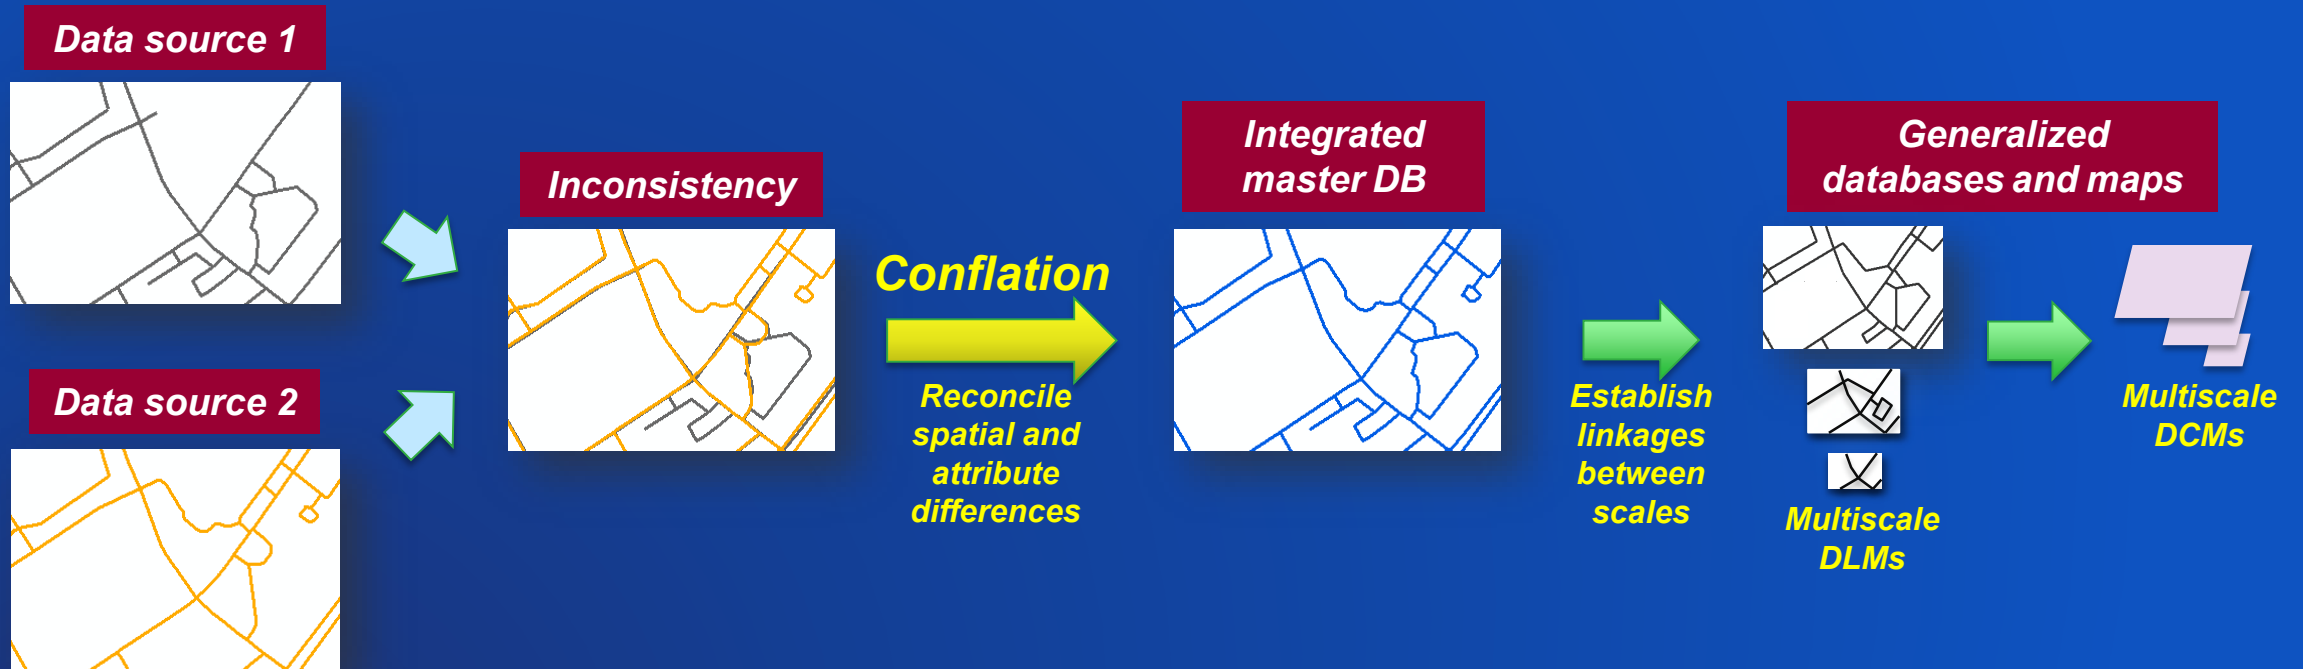 Data source 1
Data source 2
Inconsistency
Conflation
Reconcile
spatial and
attribute
differences
Integrated
master DB
Establish
linkages
between
scales
Generalized
databases and maps
Multiscale
DLMs
Multiscale
DCMs